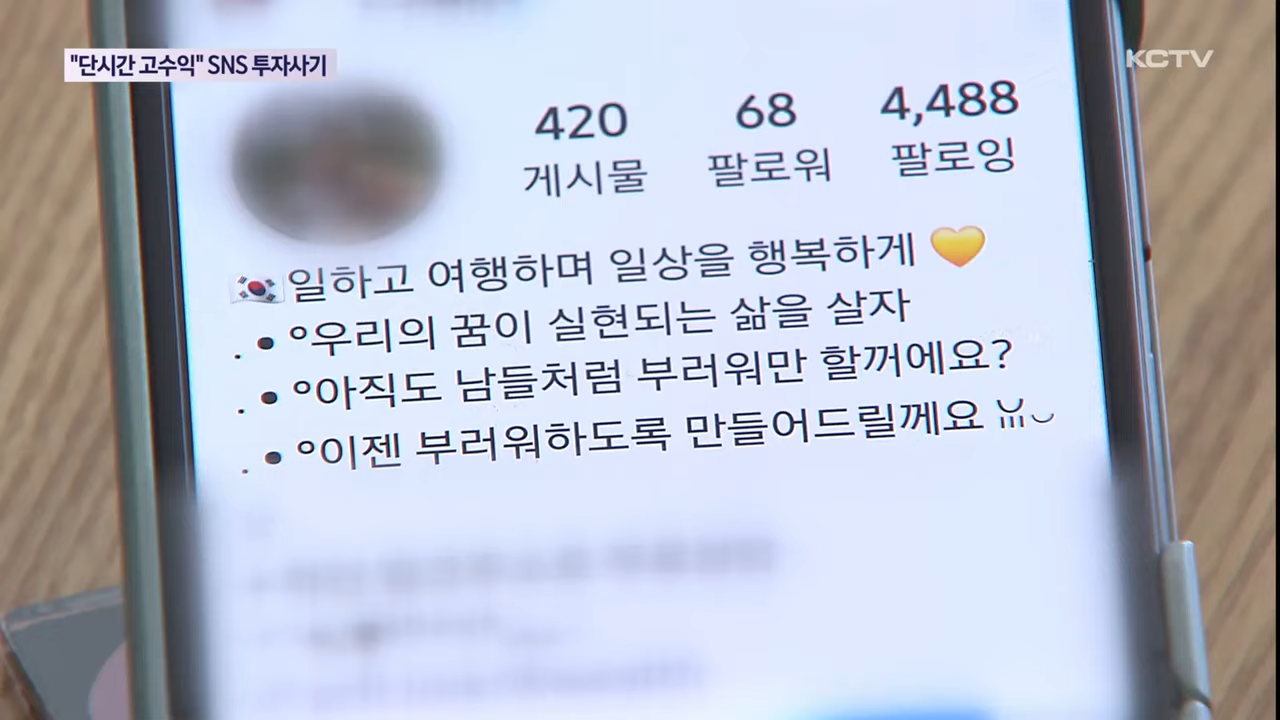 "단시간 고수익" SNS 투자사기
KCTV
420 68 4,488
게시물 팔로워 팔로잉
🇰🇷일하고 여행하며 일상을 행복하게 💛
. • °우리의 꿈이 실현되는 삶을 살자
. • °아직도 남들처럼 부러워만 할꺼에요?
. • °이젠 부러워하도록 만들어드릴께요